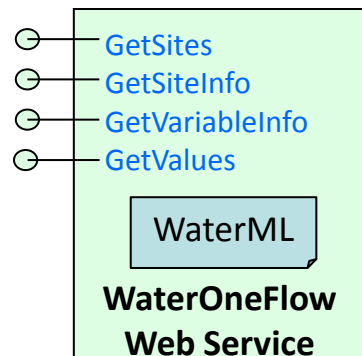 GetSites
GetSiteInfo
GetVariableInfo
GetValues
WaterML
WaterOneFlow
Web Service